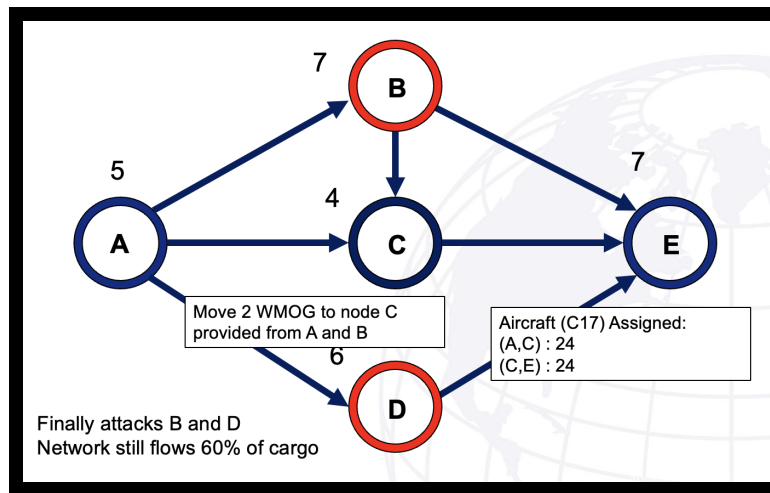 7
B
5
7
4
A
C
E
Move 2 WMOG to node C
provided from A and B
Aircraft (C17) Assigned:
(A,C) : 24
(C,E) : 24
6
D
Finally attacks B and D
Network still flows 60% of cargo